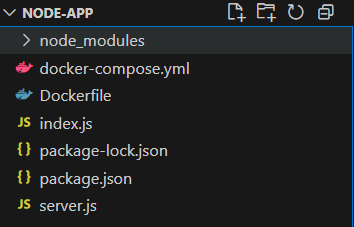 NODE-APP
node_modules
docker-compose.yml
Dockerfile
JS index.js
{} package-lock.json
{} package.json
JS server.js